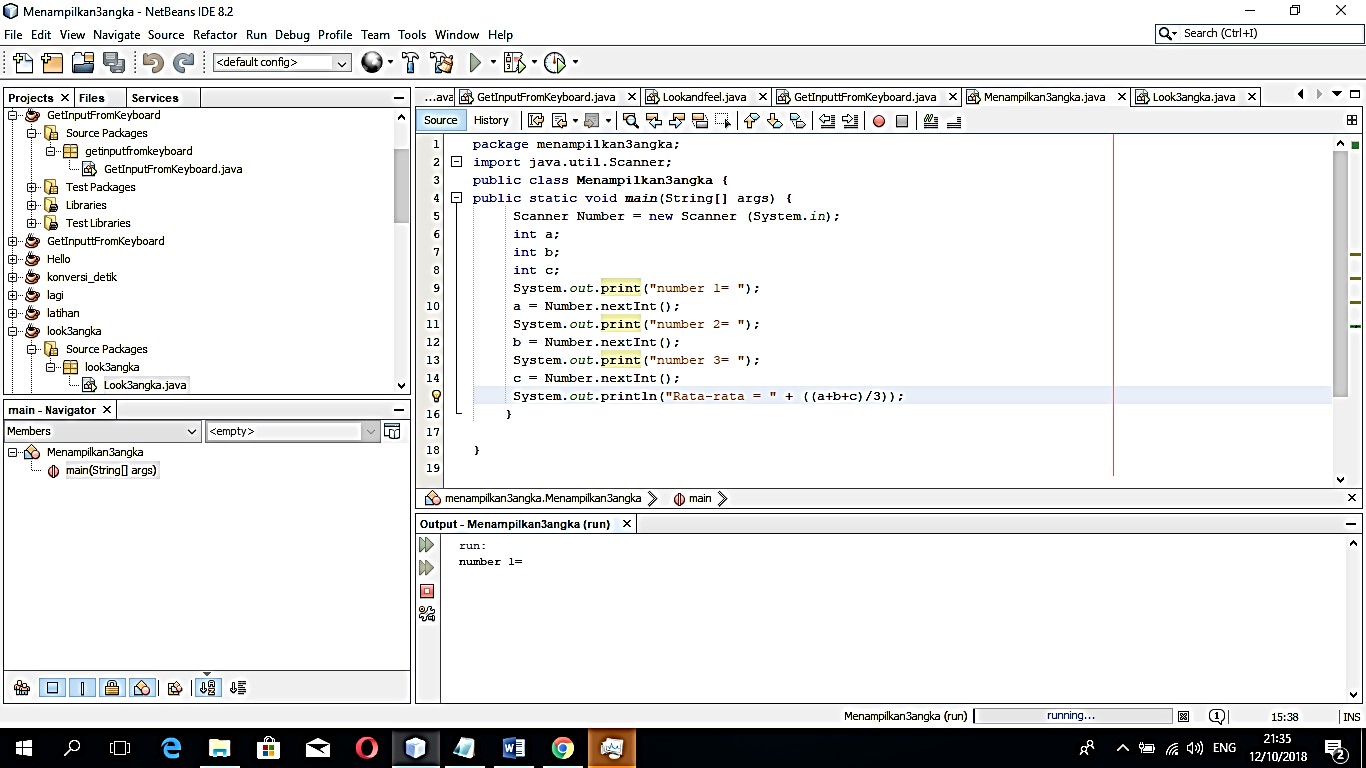 Menampilkan3angka - NetBeans IDE 8.2
File Edit View Navigate Source Refactor Run Debug Profile Team Tools Window Help
Search (Ctrl+I)
<default config>
Projects Files Services
GetInputFromKeyboard
Source Packages
getinputfromkeyboard
GetInputFromKeyboard.java
Test Packages
Libraries
Test Libraries
GetInputtFromKeyboard
Hello
konversi_detik
lagi
latihan
look3angka
Source Packages
look3angka
Look3angka.java
main - Navigator
Members <empty>
Menampilkan3angka
main(String[] args)
...ava GetInputFromKeyboard.java Lookandfeel.java GetInputtFromKeyboard.java Menampilkan3angka.java Look3angka.java
Source History
1 package menampilkan3angka;
2 import java.util.Scanner;
3 public class Menampilkan3angka {
4 public static void main(String[] args) {
5 Scanner Number = new Scanner (System.in);
6 int a;
7 int b;
8 int c;
9 System.out.print("number 1= ");
10 a = Number.nextInt();
11 System.out.print("number 2= ");
12 b = Number.nextInt();
13 System.out.print("number 3= ");
14 c = Number.nextInt();
System.out.println("Rata-rata = " + ((a+b+c)/3));
16 }
17
18 }
19
menampilkan3angka.Menampilkan3angka main
Output - Menampilkan3angka (run)
run:
number 1=
Menampilkan3angka (run) running... 1 15:38 INS
ENG 21:35
12/10/2018 2